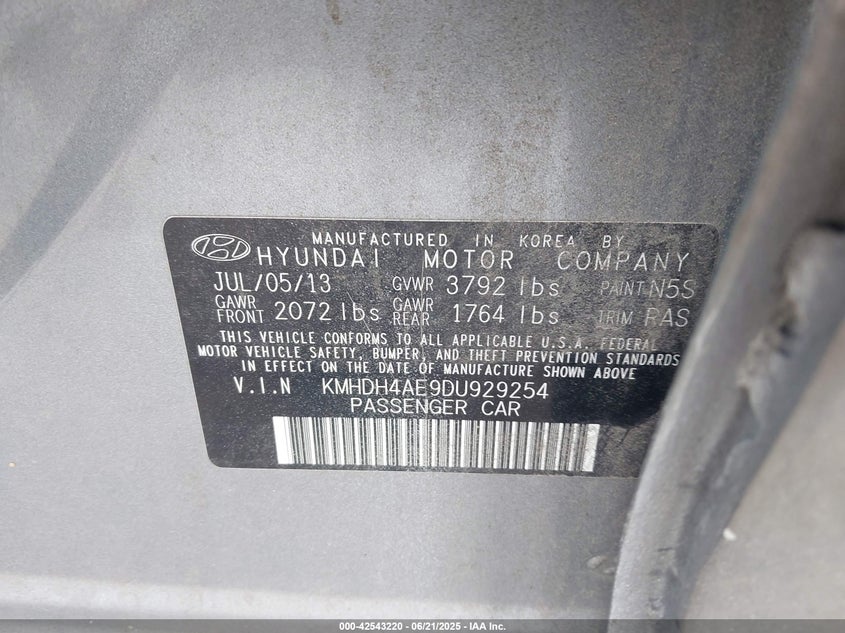 MANUFACTURED IN KOREA BY
HYUNDAI MOTOR COMPANY
JUL/05/13 GVWR 3792 lbs PAINT N5S
GAWR FRONT 2072 lbs GAWR REAR 1764 lbs TRIM RAS
THIS VEHICLE CONFORMS TO ALL APPLICABLE U.S.A. FEDERAL
MOTOR VEHICLE SAFETY, BUMPER, AND THEFT PREVENTION STANDARDS
IN EFFECT ON THE DATE OF MANUFACTURE SHOWN ABOVE
V.I.N KMHDH4AE9DU929254
PASSENGER CAR
000-42543220 - 06/21/2025 - IAA Inc.